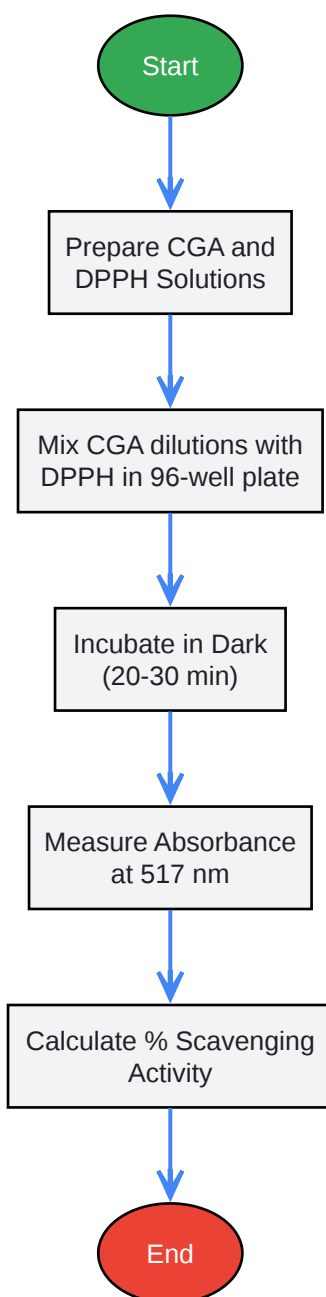 Start
Prepare CGA and
DPPH Solutions
Mix CGA dilutions with
DPPH in 96-well plate
Incubate in Dark
(20-30 min)
Measure Absorbance
at 517 nm
Calculate % Scavenging
Activity
End